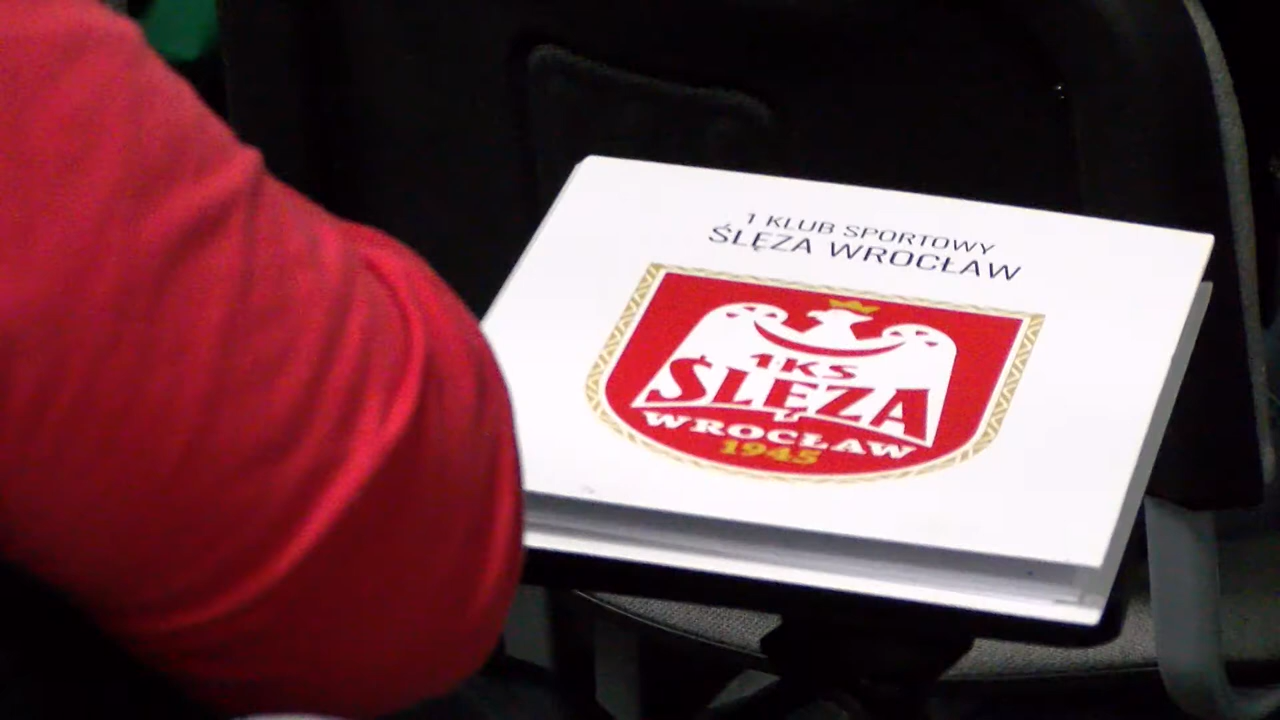 1 KLUB SPORTOWY
ŚLĘZA WROCŁAW
1KS
ŚLĘZA
WROCŁAW
1945